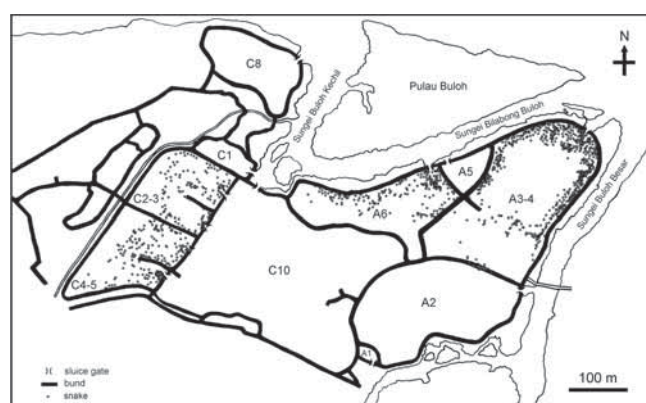 N
C8
Pulau Buloh
Sungei Buloh Kechil
Sungei Bilabong Buloh
Sungei Buloh Besar
C1
A5
C2-3
A6
A3-4
C10
C4-5
A2
A1
sluice gate
bund
snake
100 m